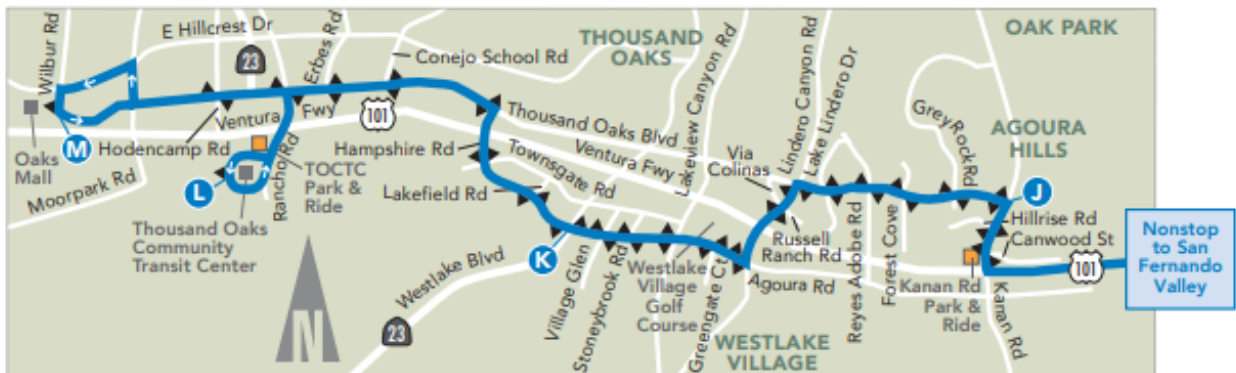 Wilbur Rd
E Hillcrest Dr
23
Erbes Rd
Conejo School Rd
THOUSAND
OAKS
Lakeview Canyon Rd
Lindero Canyon Rd
Lake Lindero Dr
OAK PARK
Grey Rock Rd
AGOURA
HILLS
Oaks
Mall
M
Hodencamp Rd
Ventura Fwy
101
Moorpark Rd
L
Rancho Rd
TOCTC
Park &
Ride
Thousand Oaks
Community
Transit Center
Hampshire Rd
Thousand Oaks Blvd
Ventura Fwy
Townsgate Rd
Lakefield Rd
Via
Colinas
J
Hillrise Rd
Canwood St
Russell
Ranch Rd
Reyes Adobe Rd
Forest Cove
Kanan Rd
Park &
Ride
Kanan Rd
101
Nonstop
to San
Fernando
Valley
N
Westlake Blvd
23
K
Village Glen
Stoneybrook Rd
Westlake
Village
Golf
Course
Greengate Ct
Agoura Rd
WESTLAKE
VILLAGE